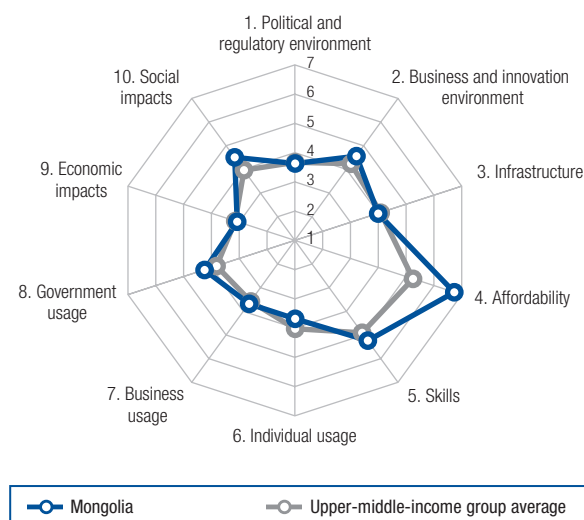 1. Political and
regulatory environment
2. Business and innovation
environment
3. Infrastructure
4. Affordability
5. Skills
6. Individual usage
7. Business
usage
8. Government
usage
9. Economic
impacts
10. Social
impacts
7
6
5
4
3
2
1
Mongolia
Upper-middle-income group average